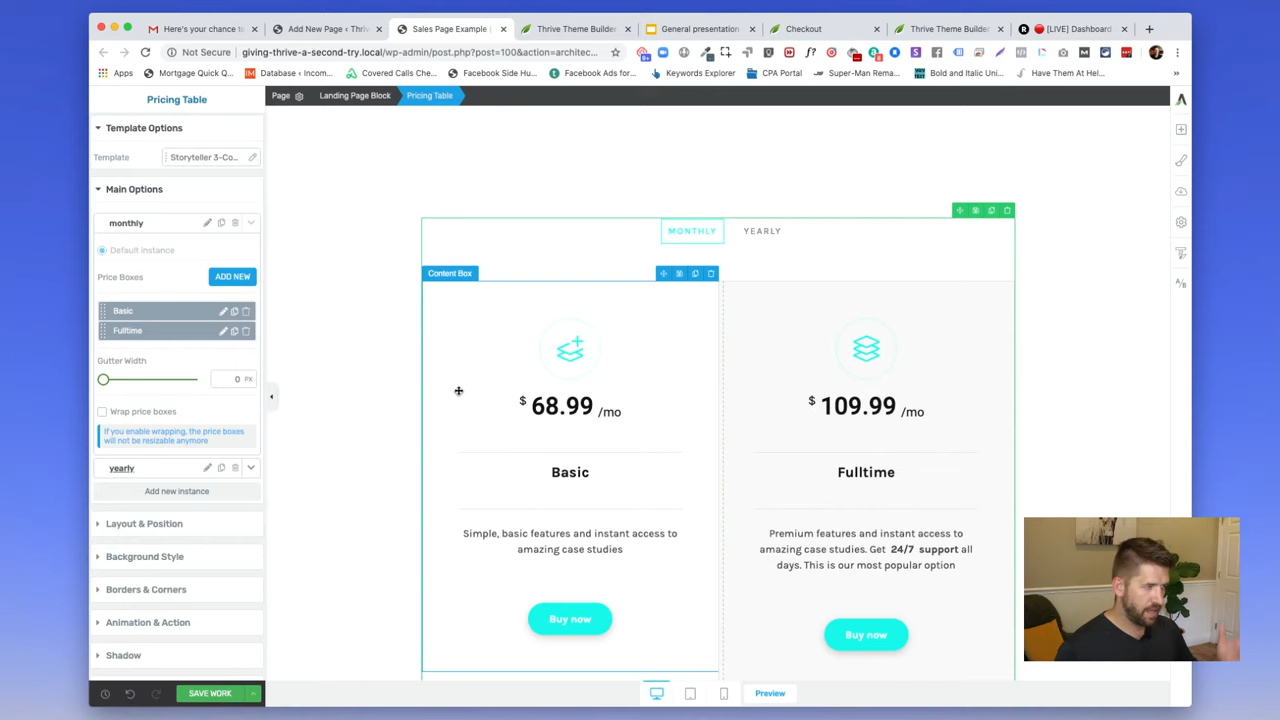 Here's your chance to
Add New Page ‹ Thriv
Sales Page Example |
Thrive Theme Builder
General presentation
Checkout
Thrive Theme Builder
[LIVE] Dashboard
Not Secure
giving-thrive-a-second-try.local/wp-admin/post.php?post=100&action=architec...
Apps
Mortgage Quick Q...
Database ‹ Incom...
Covered Calls Che...
Facebook Side Hu...
Facebook Ads for...
Keywords Explorer
CPA Portal
Super-Man Rema...
Bold and Italic Uni...
Have Them At Hel...
»
Pricing Table
Page
Landing Page Block
Pricing Table
Template Options
Template
Storyteller 3-Co...
Main Options
monthly
Default instance
Price Boxes
ADD NEW
Basic
Fulltime
Gutter Width
0 PX
Wrap price boxes
If you enable wrapping, the price boxes
will not be resizable anymore
yearly
Add new instance
Layout & Position
Background Style
Borders & Corners
Animation & Action
Shadow
SAVE WORK
MONTHLY
YEARLY
Content Box
$ 68.99 /mo
Basic
Simple, basic features and instant access to
amazing case studies
Buy now
$ 109.99 /mo
Fulltime
Premium features and instant access to
amazing case studies. Get 24/7 support all
days. This is our most popular option
Buy now
Preview